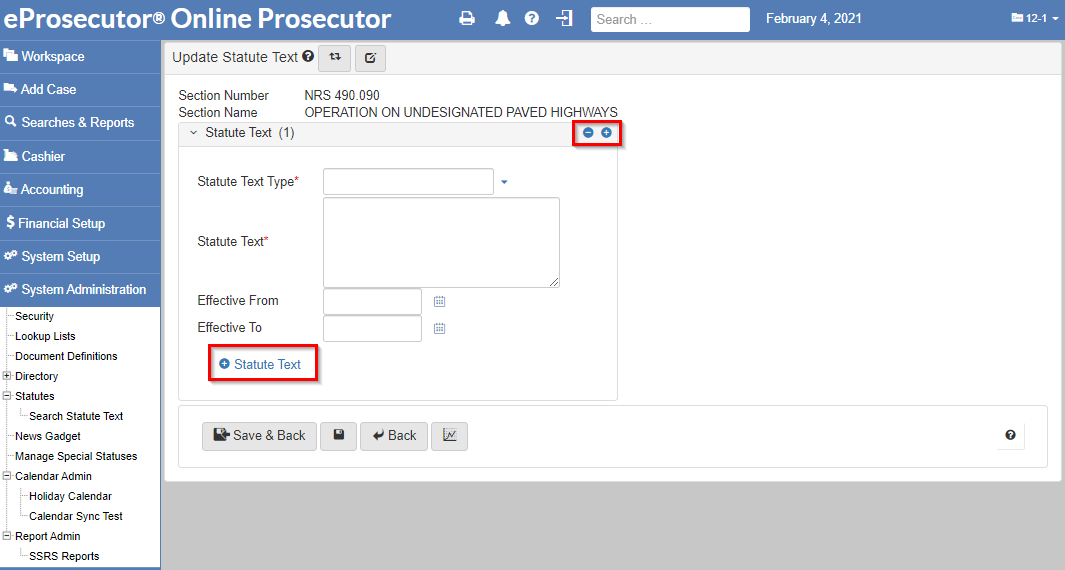 eProsecutor® Online Prosecutor
Search ...
February 4, 2021
12-1
Workspace
Add Case
Searches & Reports
Cashier
Accounting
$ Financial Setup
System Setup
System Administration
Security
Lookup Lists
Document Definitions
Directory
Statutes
Search Statute Text
News Gadget
Manage Special Statuses
Calendar Admin
Holiday Calendar
Calendar Sync Test
Report Admin
SSRS Reports
Update Statute Text
Section Number NRS 490.090
Section Name OPERATION ON UNDESIGNATED PAVED HIGHWAYS
Statute Text (1)
Statute Text Type*
Statute Text*
Effective From
Effective To
Statute Text
Save & Back Back